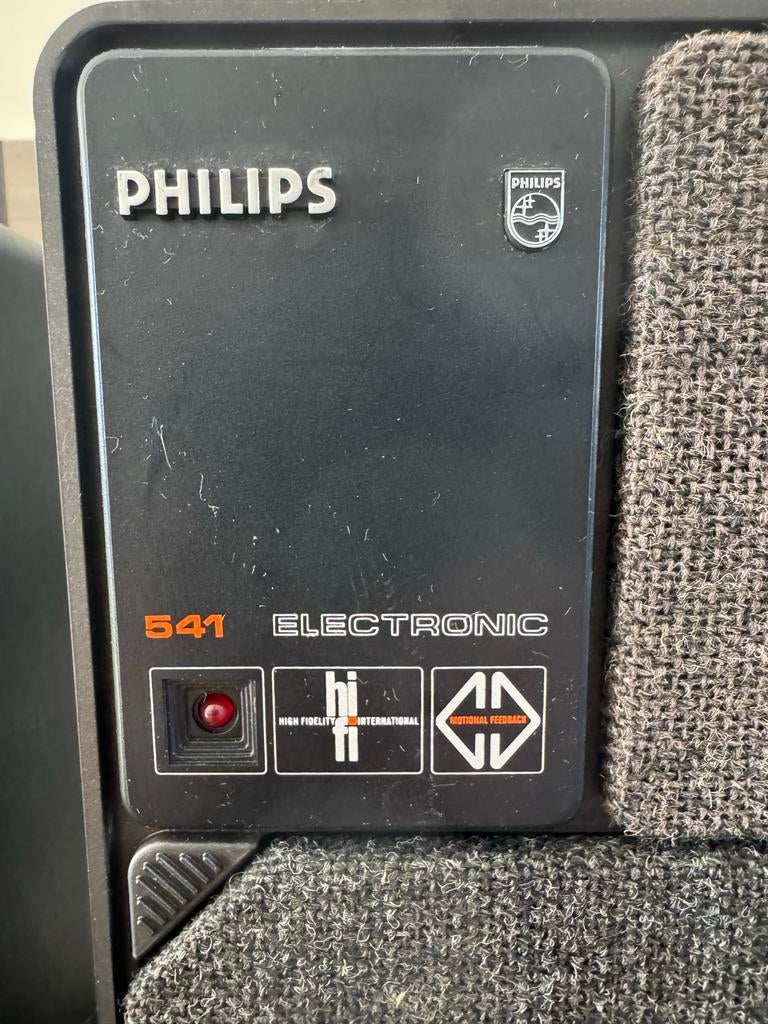 PHILIPS
PHILIPS
541 ELECTRONIC
hi
HIGH FIDELITY INTERNATIONAL
fi
MOTIONAL FEEDBACK